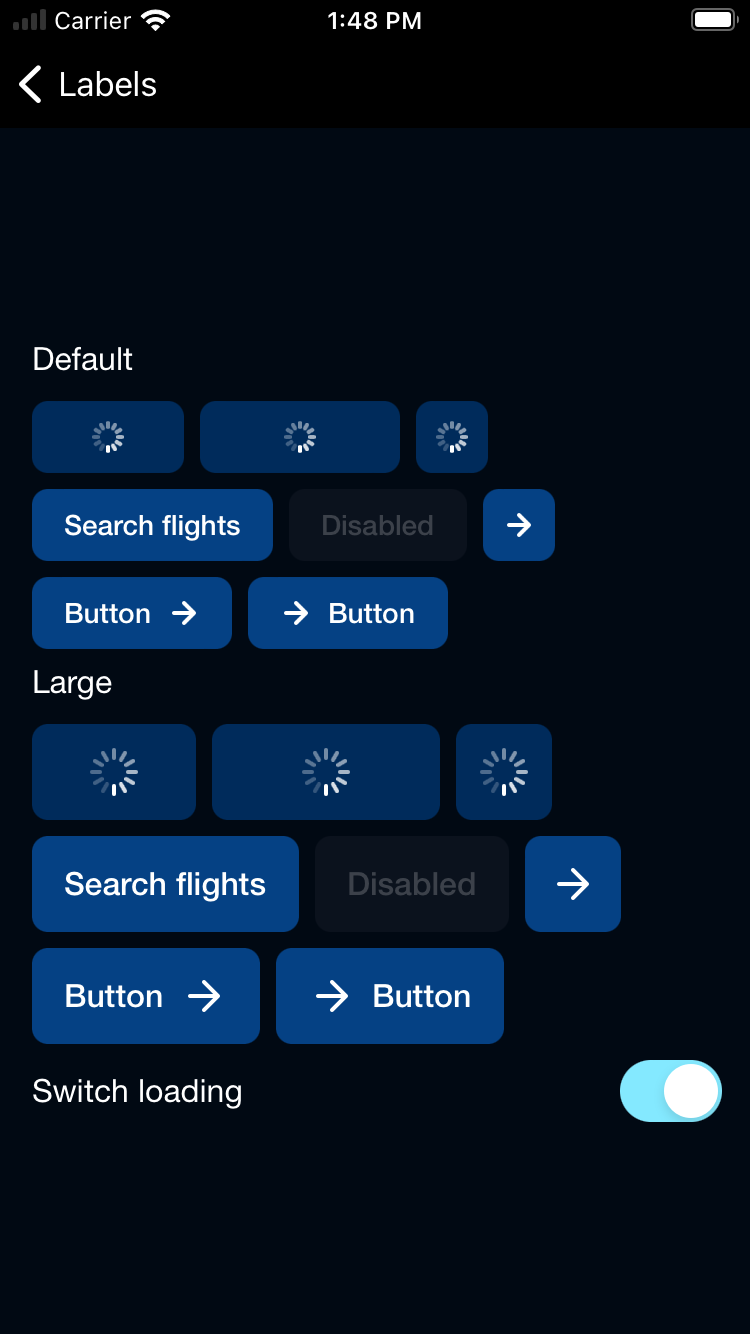 Carrier 1:48 PM
Labels
Default
Search flights Disabled
Button Button
Large
Search flights Disabled
Button Button
Switch loading